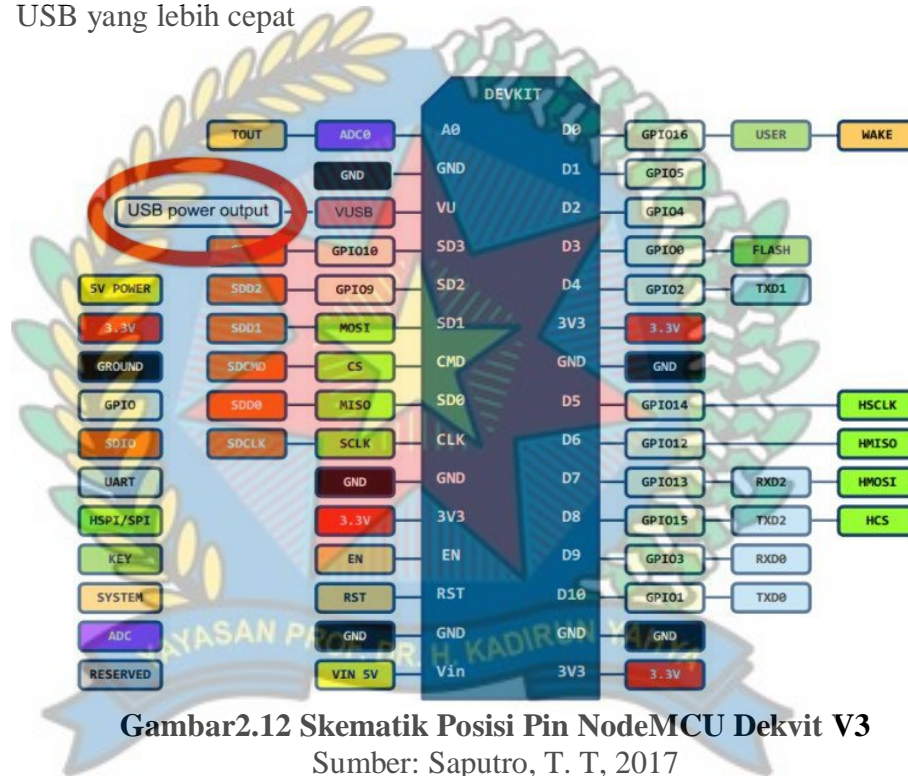 USB yang lebih cepat
DEVKIT
TOUT ADC0 A0 D0 GPIO16 USER WAKE
GND GND D1 GPIO5
USB power output VUSB VU D2 GPIO4
GPIO10 SD3 D3 GPIO0 FLASH
5V POWER SDD2 GPIO9 SD2 D4 GPIO2 TXD1
3.3V SDD1 MOSI SD1 3V3 3.3V
GROUND SDCMD CS CMD GND GND
GPIO SDD0 MISO SD0 D5 GPIO14 HSCLK
SDIO SDCLK SCLK CLK D6 GPIO12 HMISO
UART GND GND D7 GPIO13 RXD2 HMOSI
HSPI/SPI 3.3V 3V3 D8 GPIO15 TXD2 HCS
KEY EN EN D9 GPIO3 RXD0
SYSTEM RST RST D10 GPIO1 TXD0
ADC GND GND GND GND
YAYASAN PROF. DR. H. KADIRUN YAHYA
RESERVED VIN 5V Vin 3V3 3.3V
Gambar2.12 Skematik Posisi Pin NodeMCU Dekvit V3
Sumber: Saputro, T. T, 2017